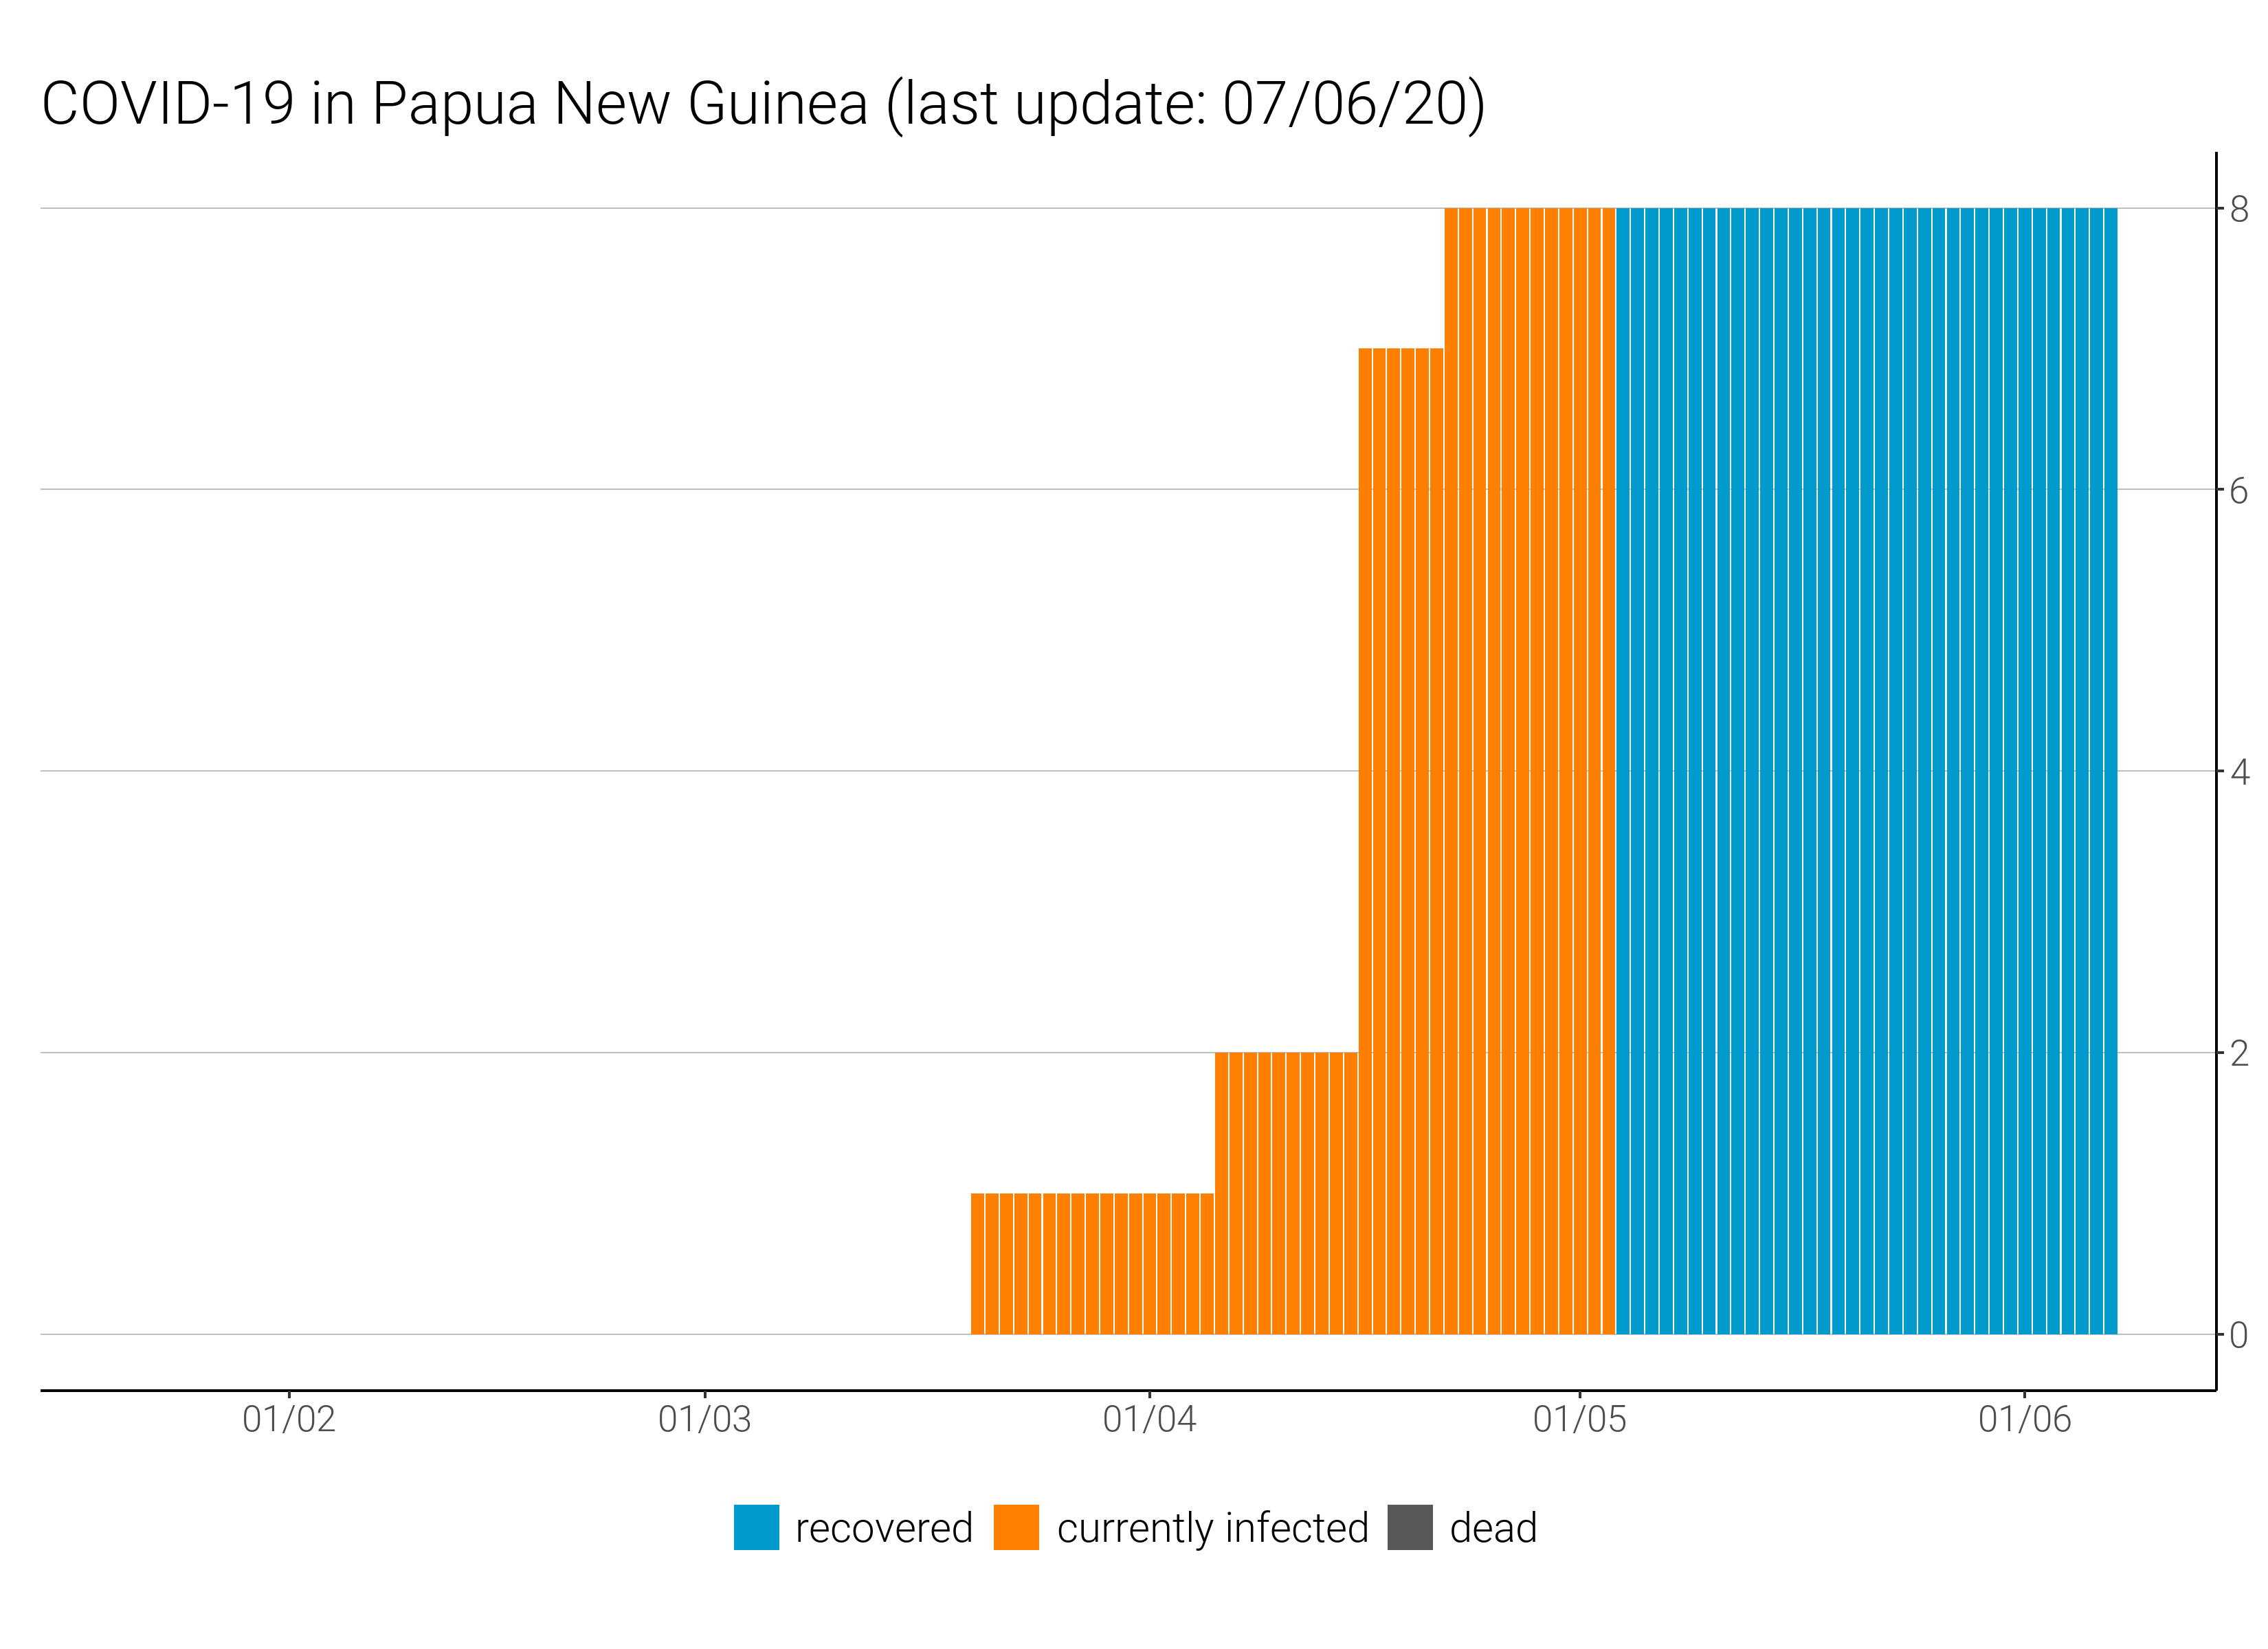 COVID-19 in Papua New Guinea (last update: 07/06/20)
8
6
4
2
0
01/02 01/03 01/04 01/05 01/06
recovered currently infected dead